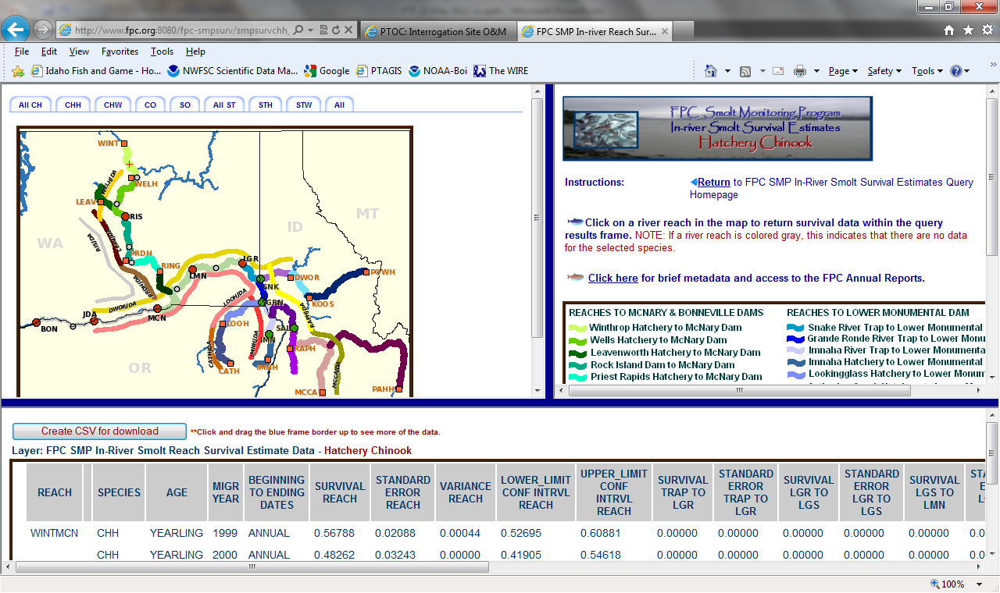 http://www.fpc.org:8080/fpc-smpsurv/smpsurvchh_
PTOC: Interrogation Site O&M
FPC SMP In-river Reach Sur...
File Edit View Favorites Tools Help
Idaho Fish and Game - Ho... NWFSC Scientific Data Ma... Google PTAGIS NOAA-Boi The WIRE
Page Safety Tools
All CH CHH CHW CO SO All ST STH STW All
WINT
WELH
WELHJDA
LEAV
RIS
WA
ID
MT
RISJDA
LEAVJDA
PRDH
RING
LGR
LMN
DWOR
PGWH
SNK
PRDHJDA
LOOHJDA
GRN
KOOS
DWORJDA
JDA
MCN
BON
RAPHJDA
LOOH
SAL
IMN
CATHJDA
IMNHJDA
RAPH
OR
CATH
IMNH
MCCAJDA
MCCA
PAHH
FPC Smolt Monitoring Program
In-river Smolt Survival Estimates
Hatchery Chinook
Instructions:
Return to FPC SMP In-River Smolt Survival Estimates Query
Homepage
Click on a river reach in the map to return survival data within the query
results frame. NOTE: If a river reach is colored gray, this indicates that there are no data
for the selected species.
Click here for brief metadata and access to the FPC Annual Reports.
REACHES TO MCNARY & BONNEVILLE DAMS
Winthrop Hatchery to McNary Dam
Wells Hatchery to McNary Dam
Leavenworth Hatchery to McNary Dam
Rock Island Dam to McNary Dam
Priest Rapids Hatchery to McNary Dam
REACHES TO LOWER MONUMENTAL DAM
Snake River Trap to Lower Monumental
Grande Ronde River Trap to Lower Monu
Imnaha River Trap to Lower Monumental
Imnaha Hatchery to Lower Monumental
Lookingglass Hatchery to Lower Monum
Create CSV for download
**Click and drag the blue frame border up to see more of the data.
Layer: FPC SMP In-River Smolt Reach Survival Estimate Data - Hatchery Chinook
REACH SPECIES AGE MIGR YEAR BEGINNING TO ENDING DATES SURVIVAL REACH STANDARD ERROR REACH VARIANCE REACH LOWER_LIMIT CONF INTRVL REACH UPPER_LIMIT CONF INTRVL REACH SURVIVAL TRAP TO LGR STANDARD ERROR TRAP TO LGR SURVIVAL LGR TO LGS STANDARD ERROR LGR TO LGS SURVIVAL LGS TO LMN
WINTMCN CHH YEARLING 1999 ANNUAL 0.56788 0.02088 0.00044 0.52695 0.60881 0.00000 0.00000 0.00000 0.00000 0.00000 0.0
CHH YEARLING 2000 ANNUAL 0.48262 0.03243 0.00000 0.41905 0.54618 0.00000 0.00000 0.00000 0.00000 0.00000 0.0
100%